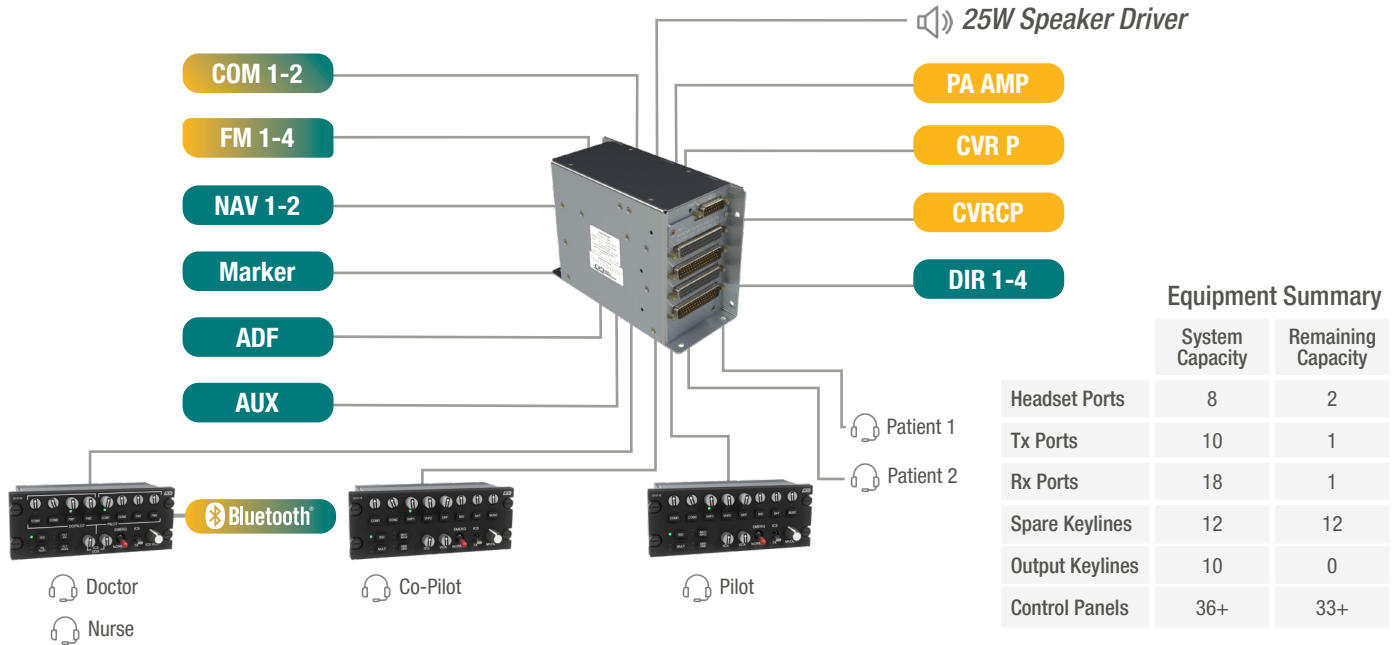 25W Speaker Driver
COM 1-2
PA AMP
FM 1-4
CVR P
NAV 1-2
CVRCP
Marker
DIR 1-4
ADF
AUX
Patient 1
Patient 2
Bluetooth®
Doctor
Nurse
Co-Pilot
Pilot
Equipment Summary
System Capacity Remaining Capacity
Headset Ports 8 2
Tx Ports 10 1
Rx Ports 18 1
Spare Keylines 12 12
Output Keylines 10 0
Control Panels 36+ 33+